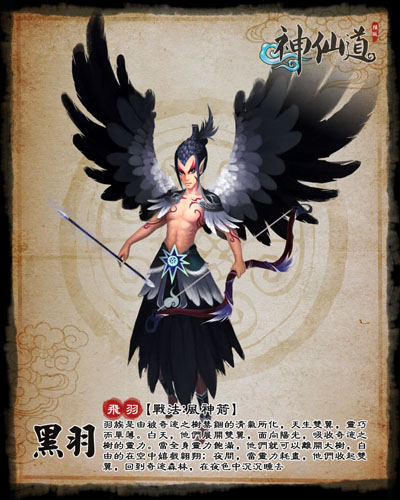 神仙道
飛羽【戰法:風神箭】
黑羽
羽族是由被奇迹之樹禁錮的清氣所化，天生雙翼，靈巧
而單薄。白天，他們展開雙翼，面向陽光，吸收奇迹之
樹的靈力。當全身靈力飽滿，他們就可以離開大樹，自
由的在空中嬉戲翱翔；夜間，當靈力耗盡，他們收起雙
翼，回到奇迹森林，在夜色中沉沉睡去